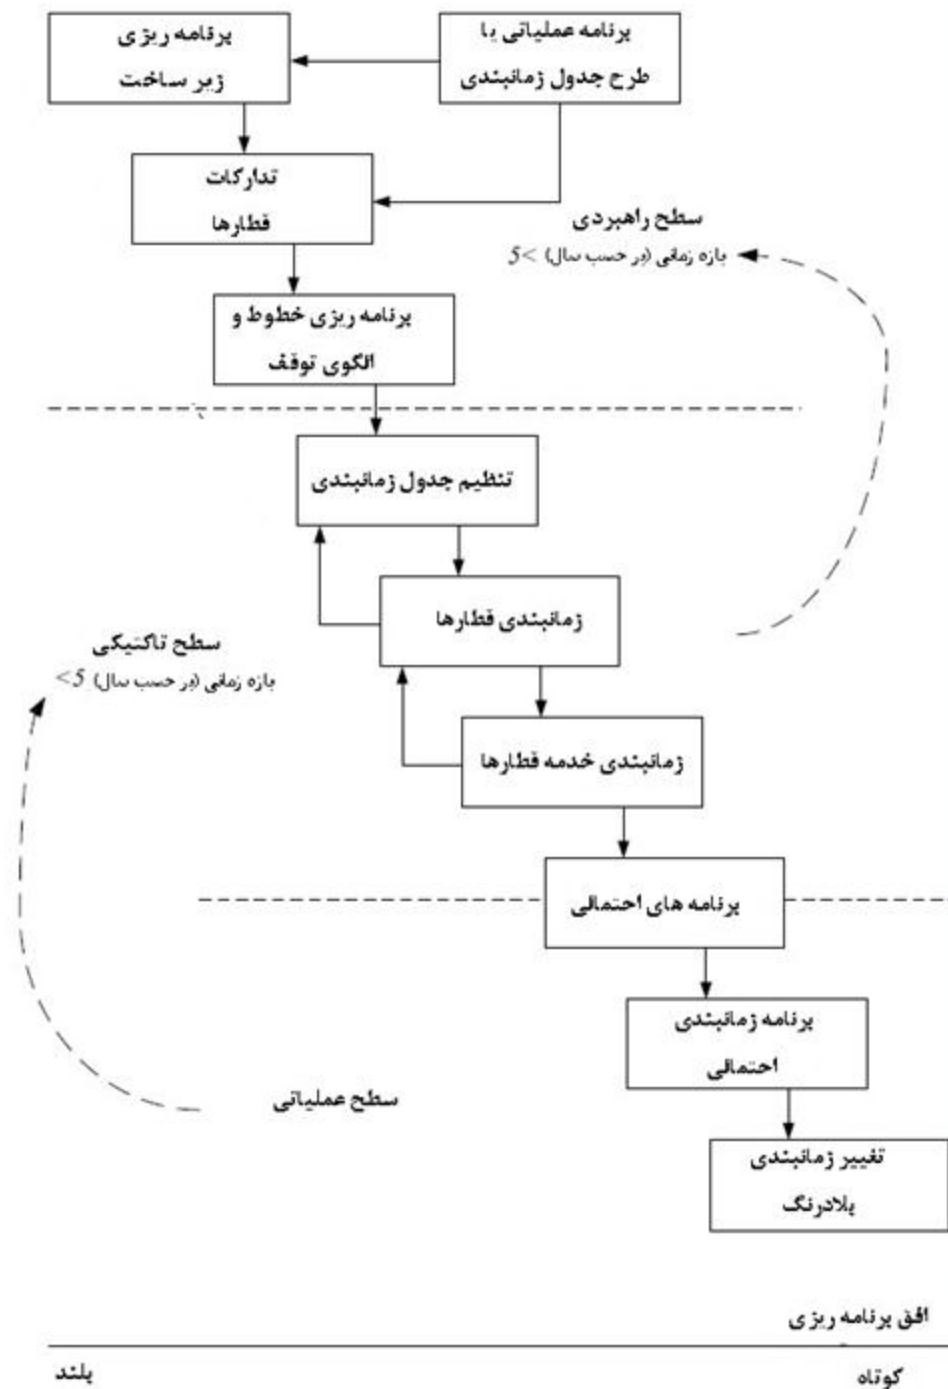 برنامه عملیاتی یا
طرح جدول زمانبندی
برنامه ریزی
زیر ساخت
تدارکات
قطارها
سطح راهبردی
بازه زمانی (بر حسب سال) >5
برنامه ریزی خطوط و
الگوی توقف
تنظیم جدول زمانبندی
زمانبندی قطارها
سطح تاکتیکی
بازه زمانی (بر حسب سال) 5>
زمانبندی خدمه قطارها
برنامه های احتمالی
برنامه زمانبندی
احتمالی
سطح عملیاتی
تغییر زمانبندی
بلادرنگ
افق برنامه ریزی
کوتاه
بلند